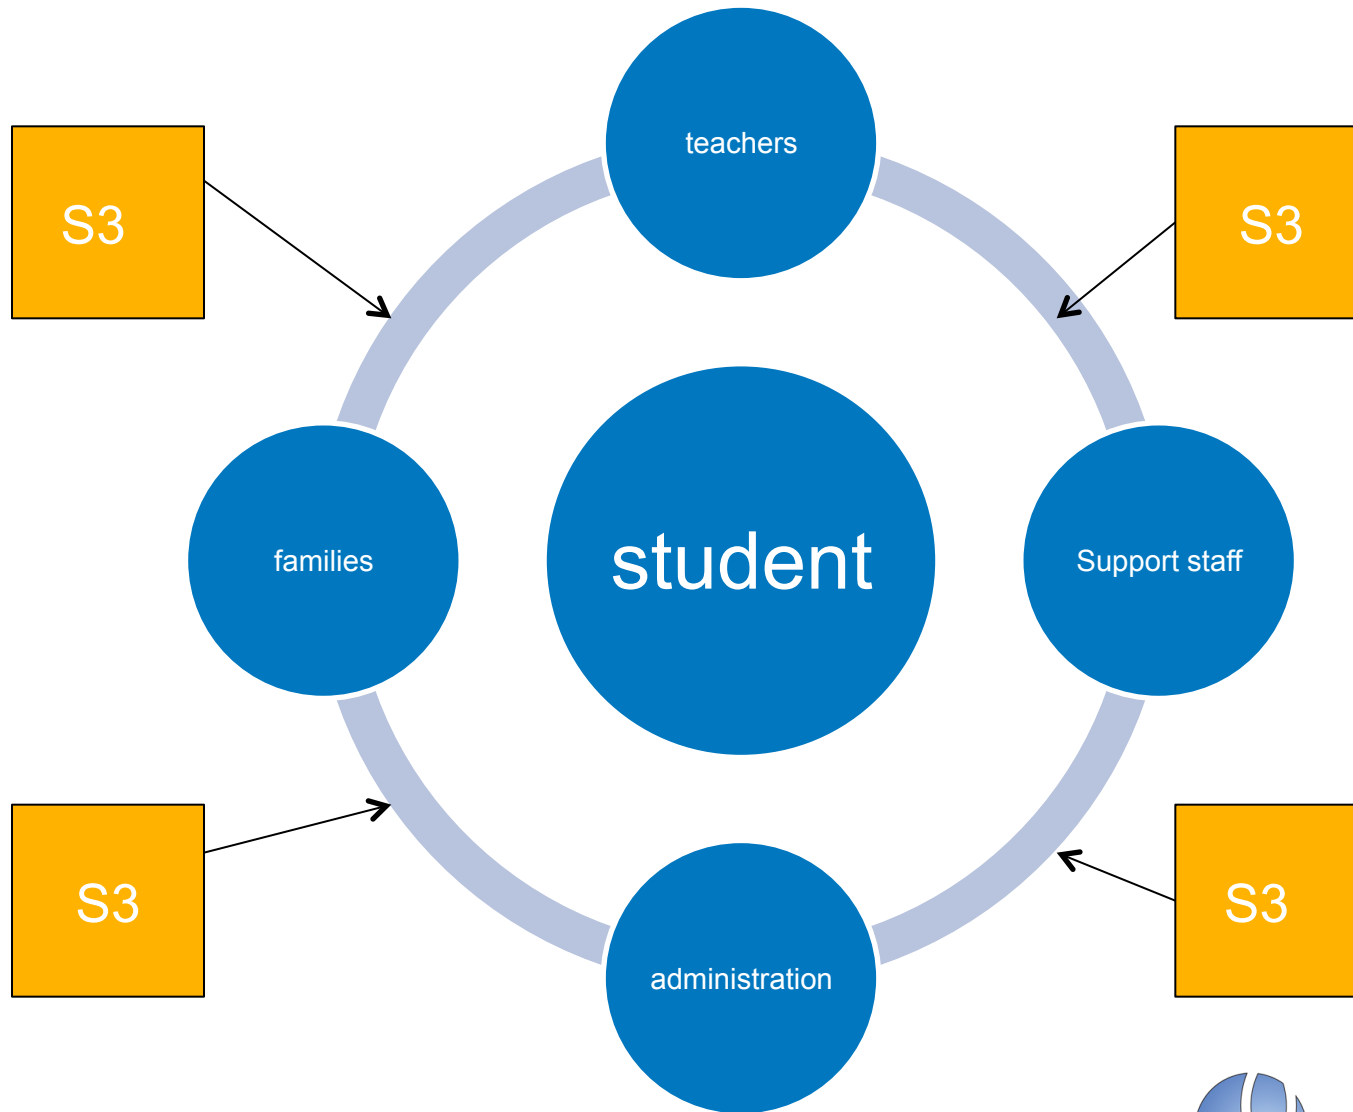 teachers
S3
S3
families
student
Support staff
S3
S3
administration